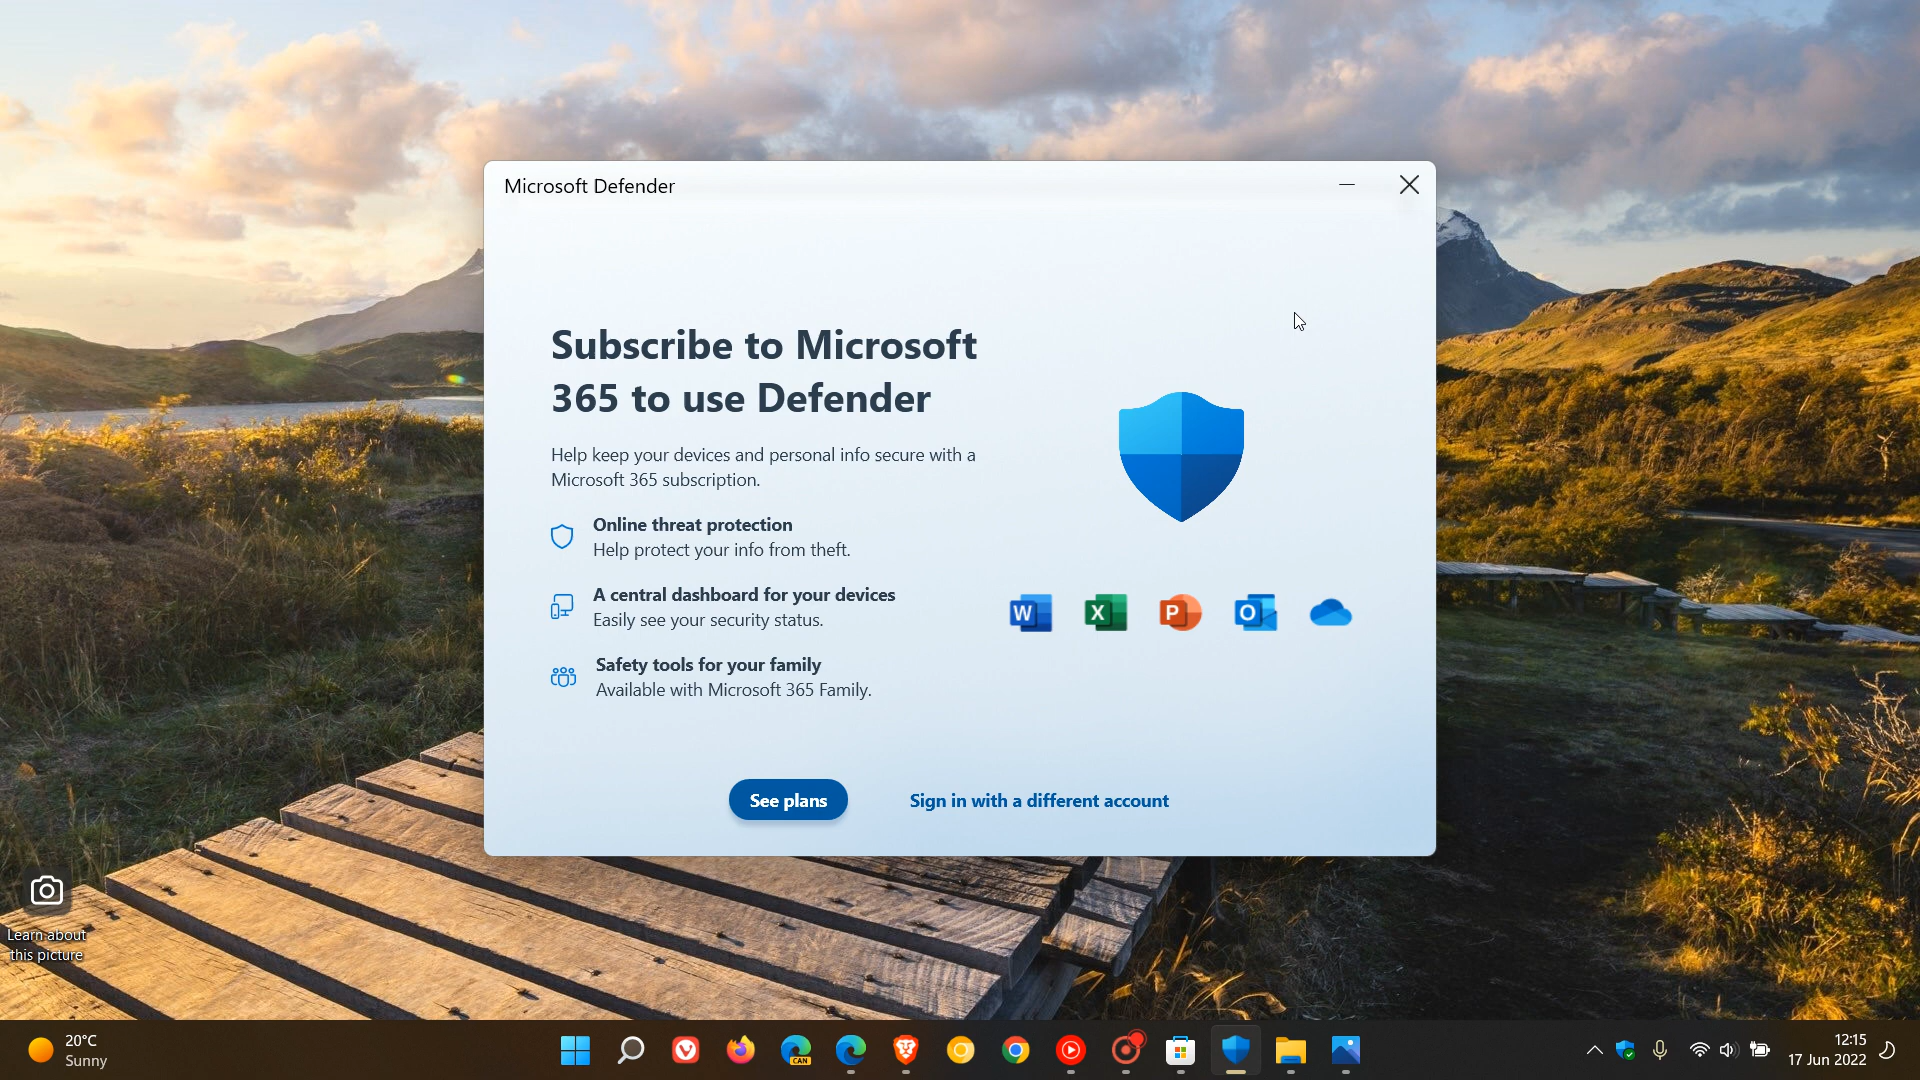 Microsoft Defender
Subscribe to Microsoft
365 to use Defender
Help keep your devices and personal info secure with a
Microsoft 365 subscription.
Online threat protection
Help protect your info from theft.
A central dashboard for your devices
Easily see your security status.
Safety tools for your family
Available with Microsoft 365 Family.
W X P O
See plans
Sign in with a different account
Learn about
this picture
20°C
Sunny
CAN
12:15
17 Jun 2022